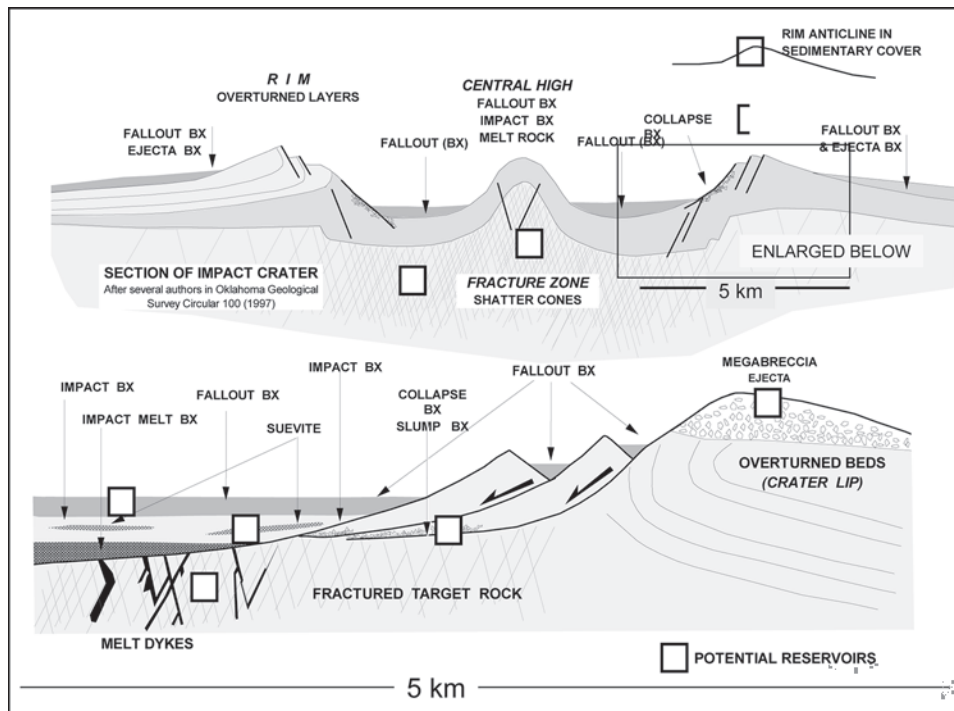 RIM ANTICLINE IN
SEDIMENTARY COVER
R I M
OVERTURNED LAYERS
CENTRAL HIGH
FALLOUT BX
IMPACT BX
MELT ROCK
FALLOUT BX
EJECTA BX
FALLOUT (BX)
COLLAPSE
BX
FALLOUT (BX)
FALLOUT BX
& EJECTA BX
SECTION OF IMPACT CRATER
After several authors in Oklahoma Geological
Survey Circular 100 (1997)
FRACTURE ZONE
SHATTER CONES
ENLARGED BELOW
5 km
IMPACT BX
IMPACT MELT BX
FALLOUT BX
SUEVITE
IMPACT BX
COLLAPSE
BX
SLUMP BX
FALLOUT BX
MEGABRECCIA
EJECTA
OVERTURNED BEDS
(CRATER LIP)
FRACTURED TARGET ROCK
MELT DYKES
POTENTIAL RESERVOIRS
5 km